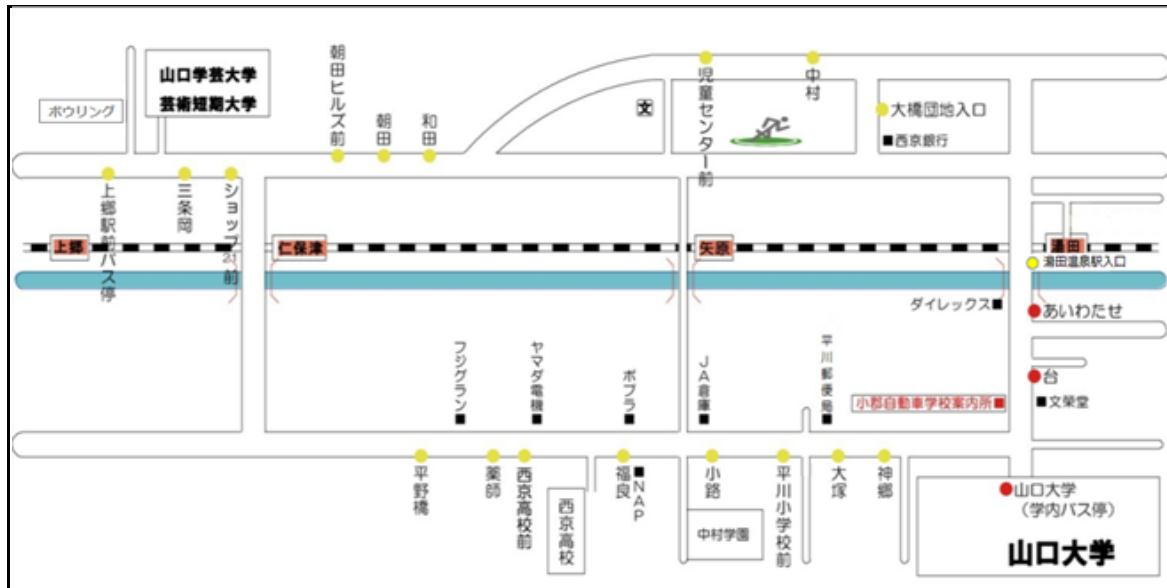 山口学芸大学
芸術短期大学
ボウリング
朝田ヒルズ前
朝田
和田
文
児童センター前
中村
大橋団地入口
■西京銀行
上郷駅前バス停
三条岡
ショップ21前
上郷
仁保津
矢原
湯田
湯田温泉駅入口
ダイレックス■
あいわたせ
フジグラン■
ヤマダ電機■
ポプラ■
JA倉庫■
平川郵便局■
小郡自動車学校案内所■
台
■文榮堂
平野橋
薬師
西京高校前
西京高校
福良
■NAP
小路
中村学園
平川小学校前
大塚
神郷
山口大学
(学内バス停)
山口大学